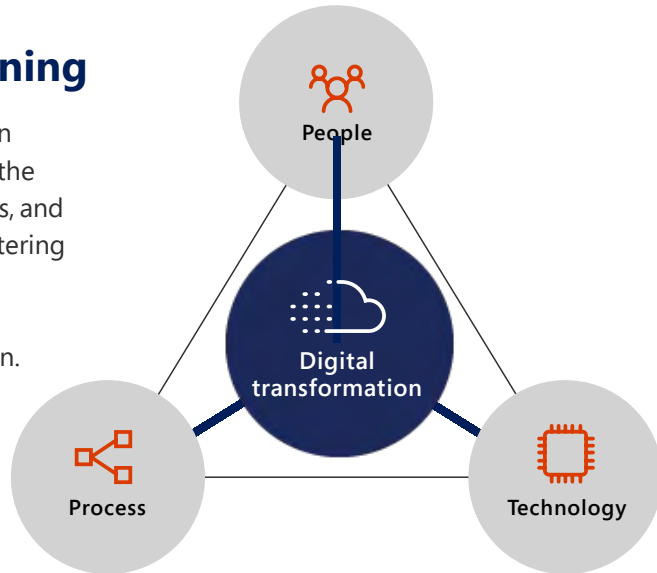 ning
n
the
s, and
tering
n.
People
Digital
transformation
Process
Technology